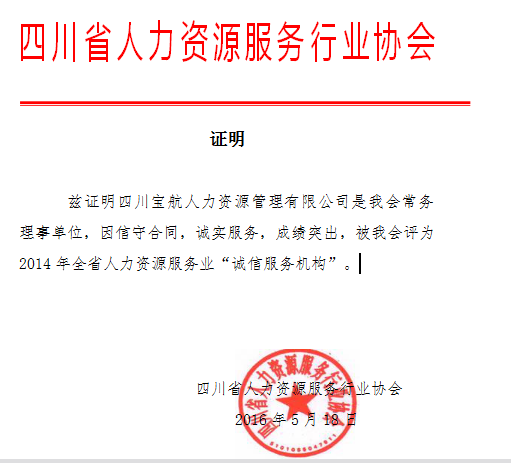 四川省人力资源服务行业协会
证明
兹证明四川宝航人力资源管理有限公司是我会常务
理事单位，因信守合同，诚实服务，成绩突出，被我会评为
2014 年全省人力资源服务业“诚信服务机构”。
四川省人力资源服务行业协会
2016 年 5 月 18 日
四川省人力资源服务行业协会